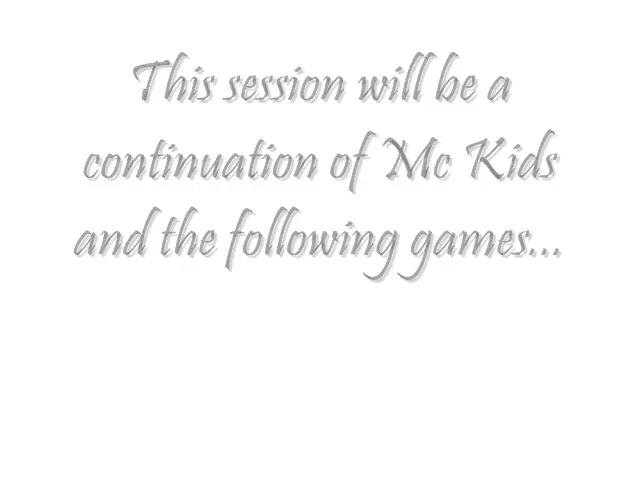 This session will be a
continuation of Mc Kids
and the following games...